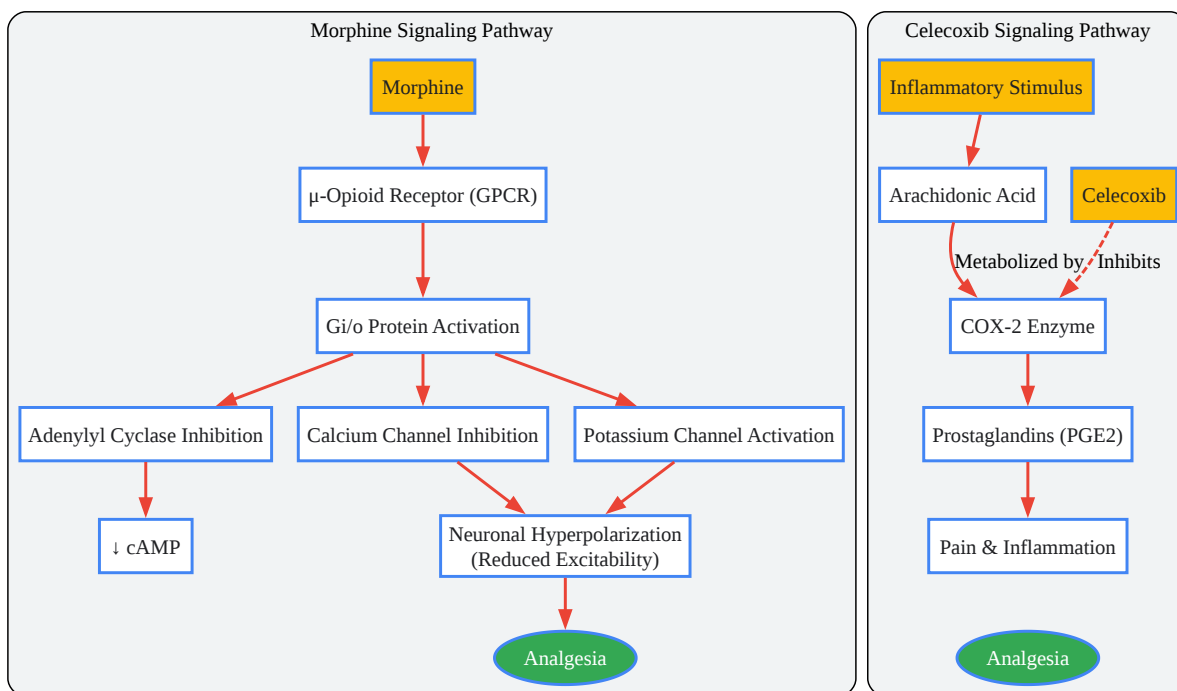 Morphine Signaling Pathway
Morphine
μ-Opioid Receptor (GPCR)
Gi/o Protein Activation
Adenylyl Cyclase Inhibition
Calcium Channel Inhibition
Potassium Channel Activation
↓ cAMP
Neuronal Hyperpolarization
(Reduced Excitability)
Analgesia
Celecoxib Signaling Pathway
Inflammatory Stimulus
Arachidonic Acid
Celecoxib
Metabolized by
Inhibits
COX-2 Enzyme
Prostaglandins (PGE2)
Pain & Inflammation
Analgesia